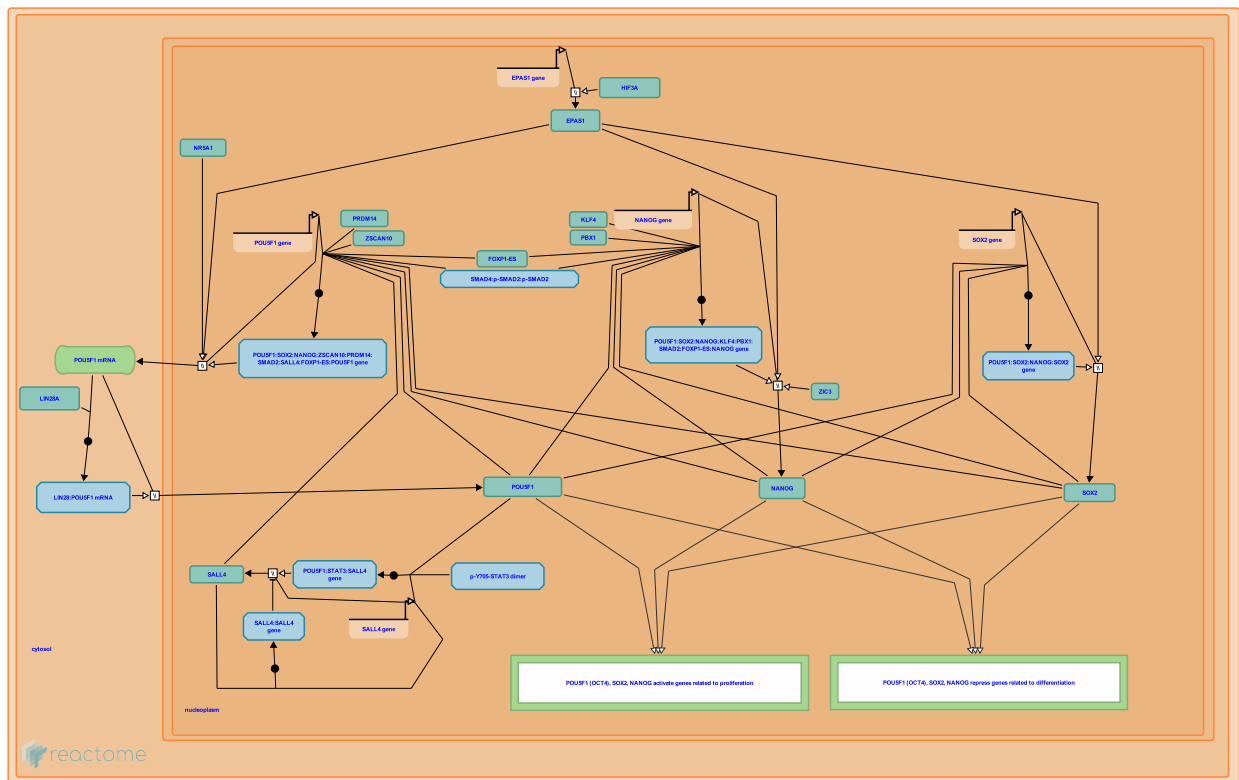 EPAS1 gene
HIF3A
EPAS1
NR5A1
PRDM14
ZSCAN10
POU5F1 gene
KLF4
PBX1
NANOG gene
SOX2 gene
FOXP1-ES
SMAD4:p-SMAD2:p-SMAD2
POU5F1 mRNA
POU5F1:SOX2:NANOG:ZSCAN10:PRDM14:
SMAD2:SALL4:FOXP1-ES:POU5F1 gene
POU5F1:SOX2:NANOG:KLF4:PBX1:
SMAD2:FOXP1-ES:NANOG gene
POU5F1:SOX2:NANOG:SOX2
gene
ZIC3
LIN28A
LIN28:POU5F1 mRNA
POU5F1
NANOG
SOX2
SALL4
POU5F1:STAT3:SALL4
gene
p-Y705-STAT3 dimer
SALL4:SALL4
gene
SALL4 gene
cytosol
nucleoplasm
POU5F1 (OCT4), SOX2, NANOG activate genes related to proliferation
POU5F1 (OCT4), SOX2, NANOG repress genes related to differentiation
reactome